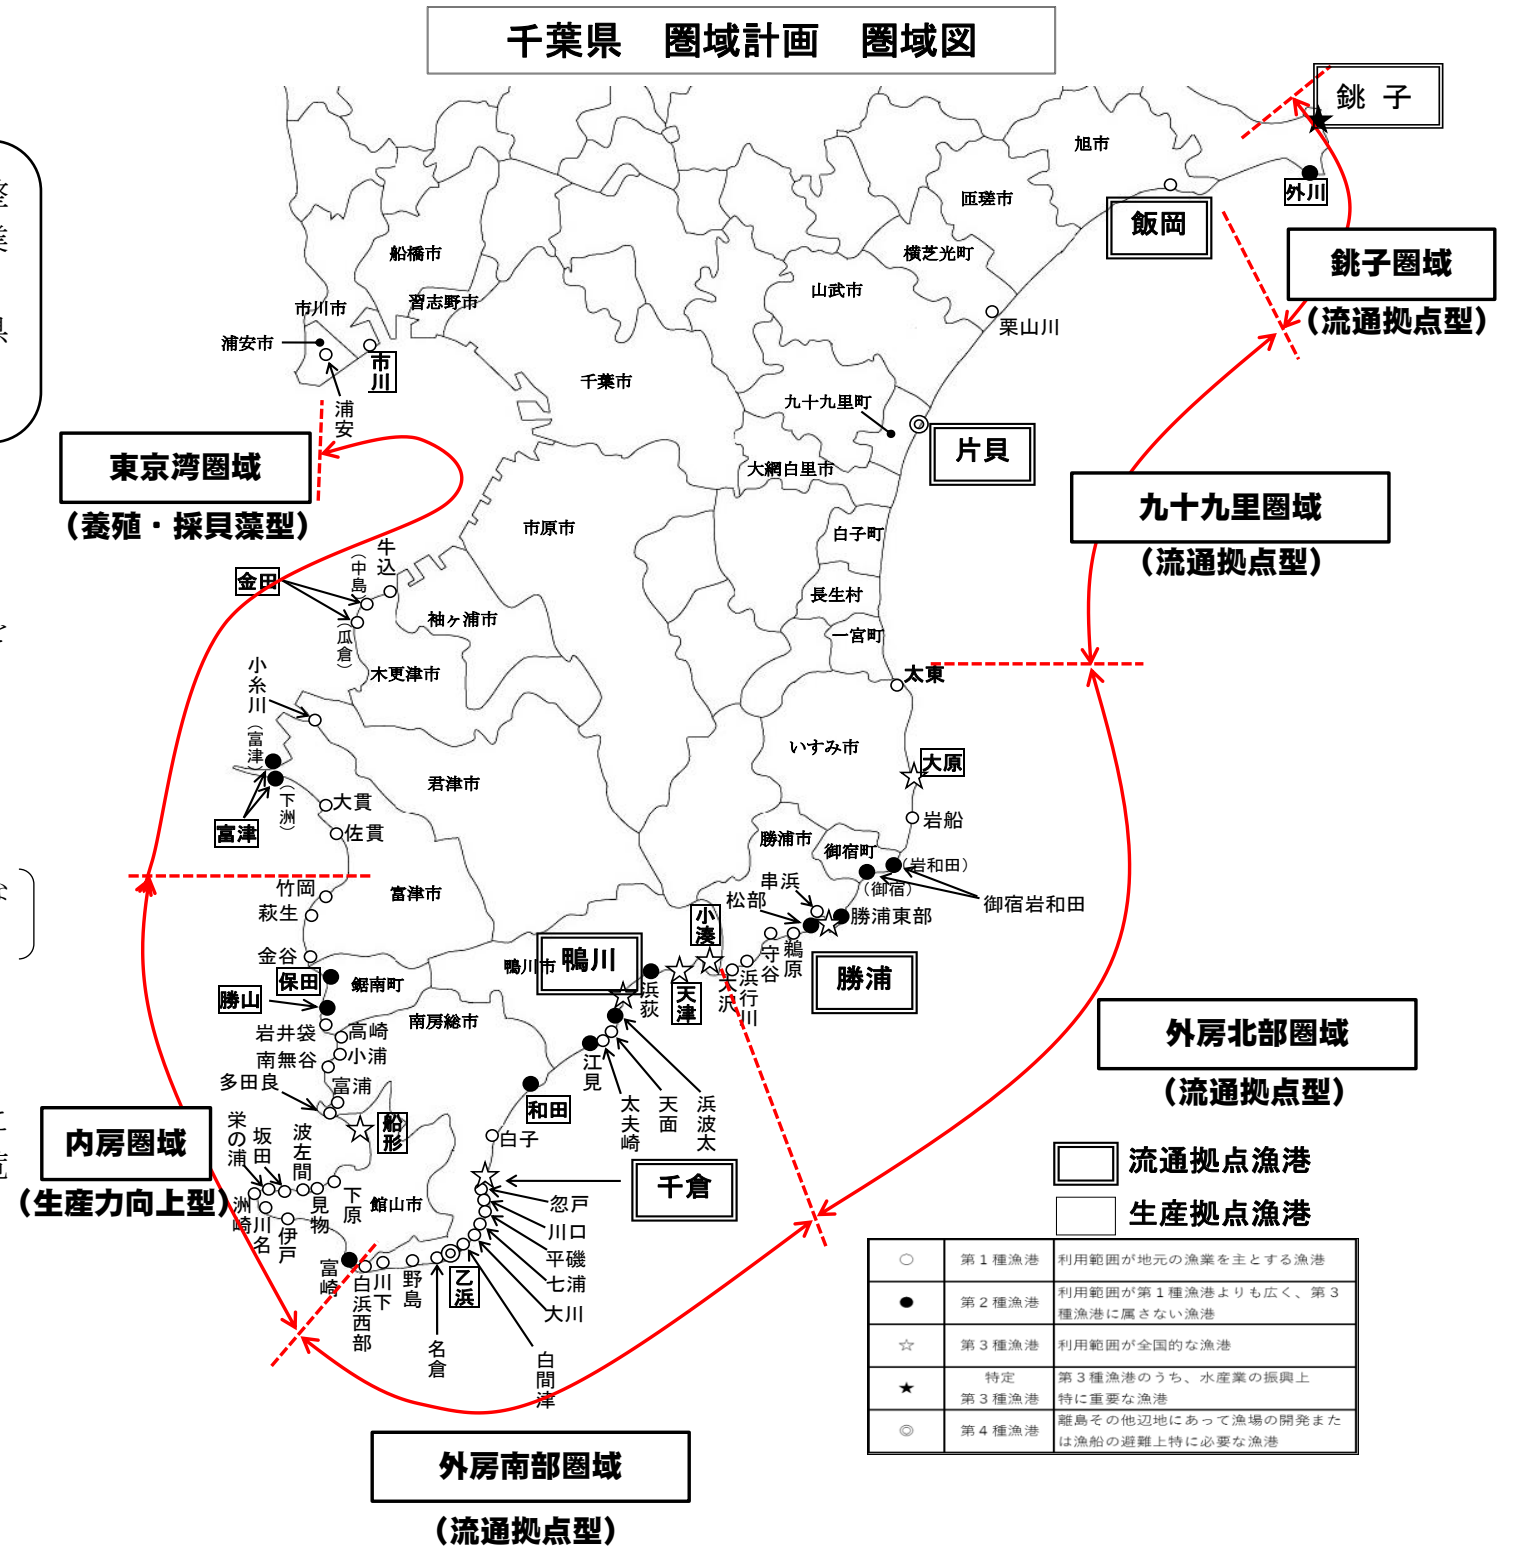 千葉県　圏域計画　圏域図
銚 子
外川
旭市
飯岡
匝瑳市
横芝光町
銚子圏域
（流通拠点型）
山武市
栗山川
船橋市
習志野市
市川市
浦安市
市川
浦安
千葉市
九十九里町
片貝
大網白里市
東京湾圏域
（養殖・採貝藻型）
九十九里圏域
（流通拠点型）
市原市
白子町
牛込
（中島）
金田
（瓜倉）
袖ヶ浦市
長生村
一宮町
木更津市
太東
小糸川
（富津）
（下洲）
富津
大貫
佐貫
君津市
いすみ市
大原
岩船
勝浦市
御宿町
（岩和田）
（御宿）
御宿岩和田
串浜
松部
勝浦東部
竹岡
萩生
富津市
金谷
保田
勝山
鋸南町
鴨川市
鴨川
小湊
守谷
鵜原
勝浦
浜荻
天津
大沢
浜行川
南房総市
岩井袋
高崎
南無谷
小浦
多田良
富浦
江見
太夫崎
天面
浜波太
外房北部圏域
（流通拠点型）
内房圏域
（生産力向上型）
栄の浦
坂田
波左間
船形
和田
白子
千倉
洲崎
川名
伊戸
見物
下原
館山市
忽戸
川口
平磯
七浦
大川
白間津
富崎
白浜西部
川下
野島
名倉
乙浜
外房南部圏域
（流通拠点型）
流通拠点漁港
生産拠点漁港
○ 第１種漁港 利用範囲が地元の漁業を主とする漁港
● 第２種漁港 利用範囲が第１種漁港よりも広く、第３
種漁港に属さない漁港
☆ 第３種漁港 利用範囲が全国的な漁港
★ 特定
第３種漁港 第３種漁港のうち、水産業の振興上
特に重要な漁港
◎ 第４種漁港 離島その他辺地にあって漁場の開発また
は漁船の避難上特に必要な漁港